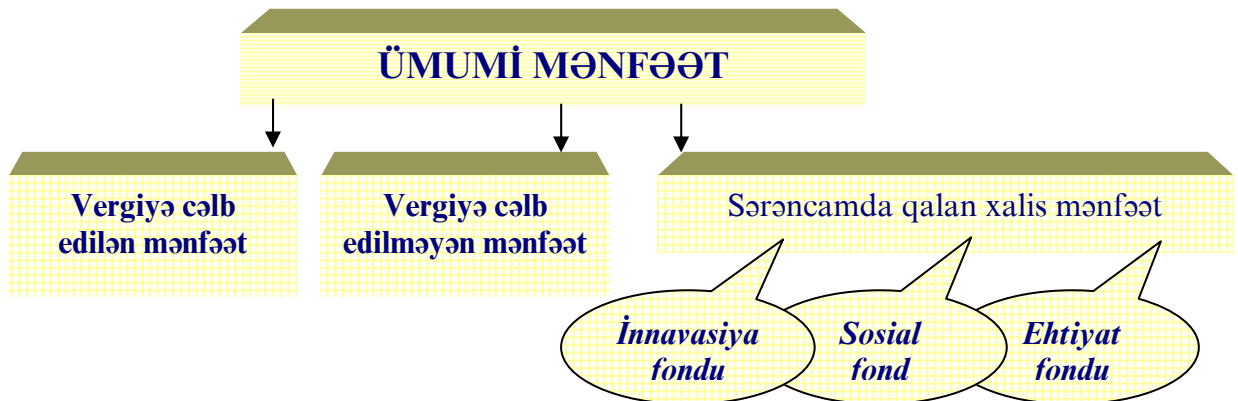 ÜMUMİ MƏNFƏƏT
Vergiyə cəlb
edilən mənfəət
Vergiyə cəlb
edilməyən mənfəət
Sərəncamda qalan xalis mənfəət
İnnavasiya
fondu
Sosial
fond
Ehtiyat
fondu